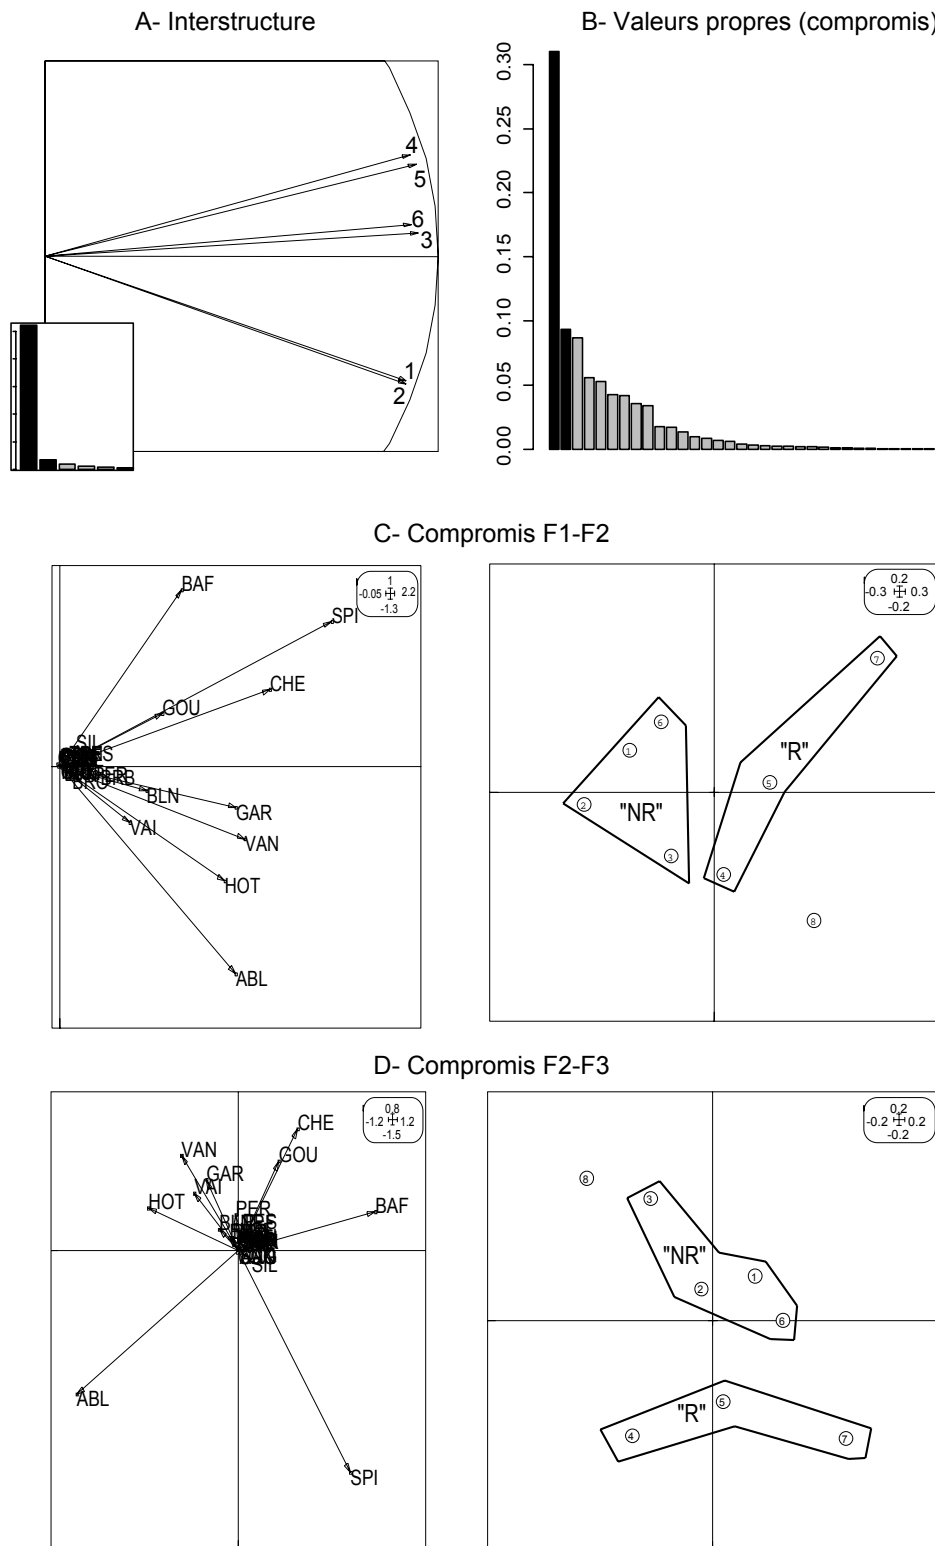 A- Interstructure
B- Valeurs propres (compromis)
4
5
6
3
1
2
0.30
0.25
0.20
0.15
0.10
0.05
0.00
C- Compromis F1-F2
1
-0.05 2.2
-1.3
BAF
SPI
CHE
GOU
SIL
BRB
BRO
BLN
GAR
VAI
VAN
HOT
ABL
0.2
-0.3 0.3
-0.2
7
6
1
"R"
5
2
"NR"
3
4
8
D- Compromis F2-F3
0.8
-1.2 1.2
-1.5
CHE
VAN
GOU
GAR
VAI
HOT
PER
BAF
SIL
ABL
SPI
0.2
-0.2 0.2
-0.2
8
3
"NR"
1
2
6
5
"R"
4
7